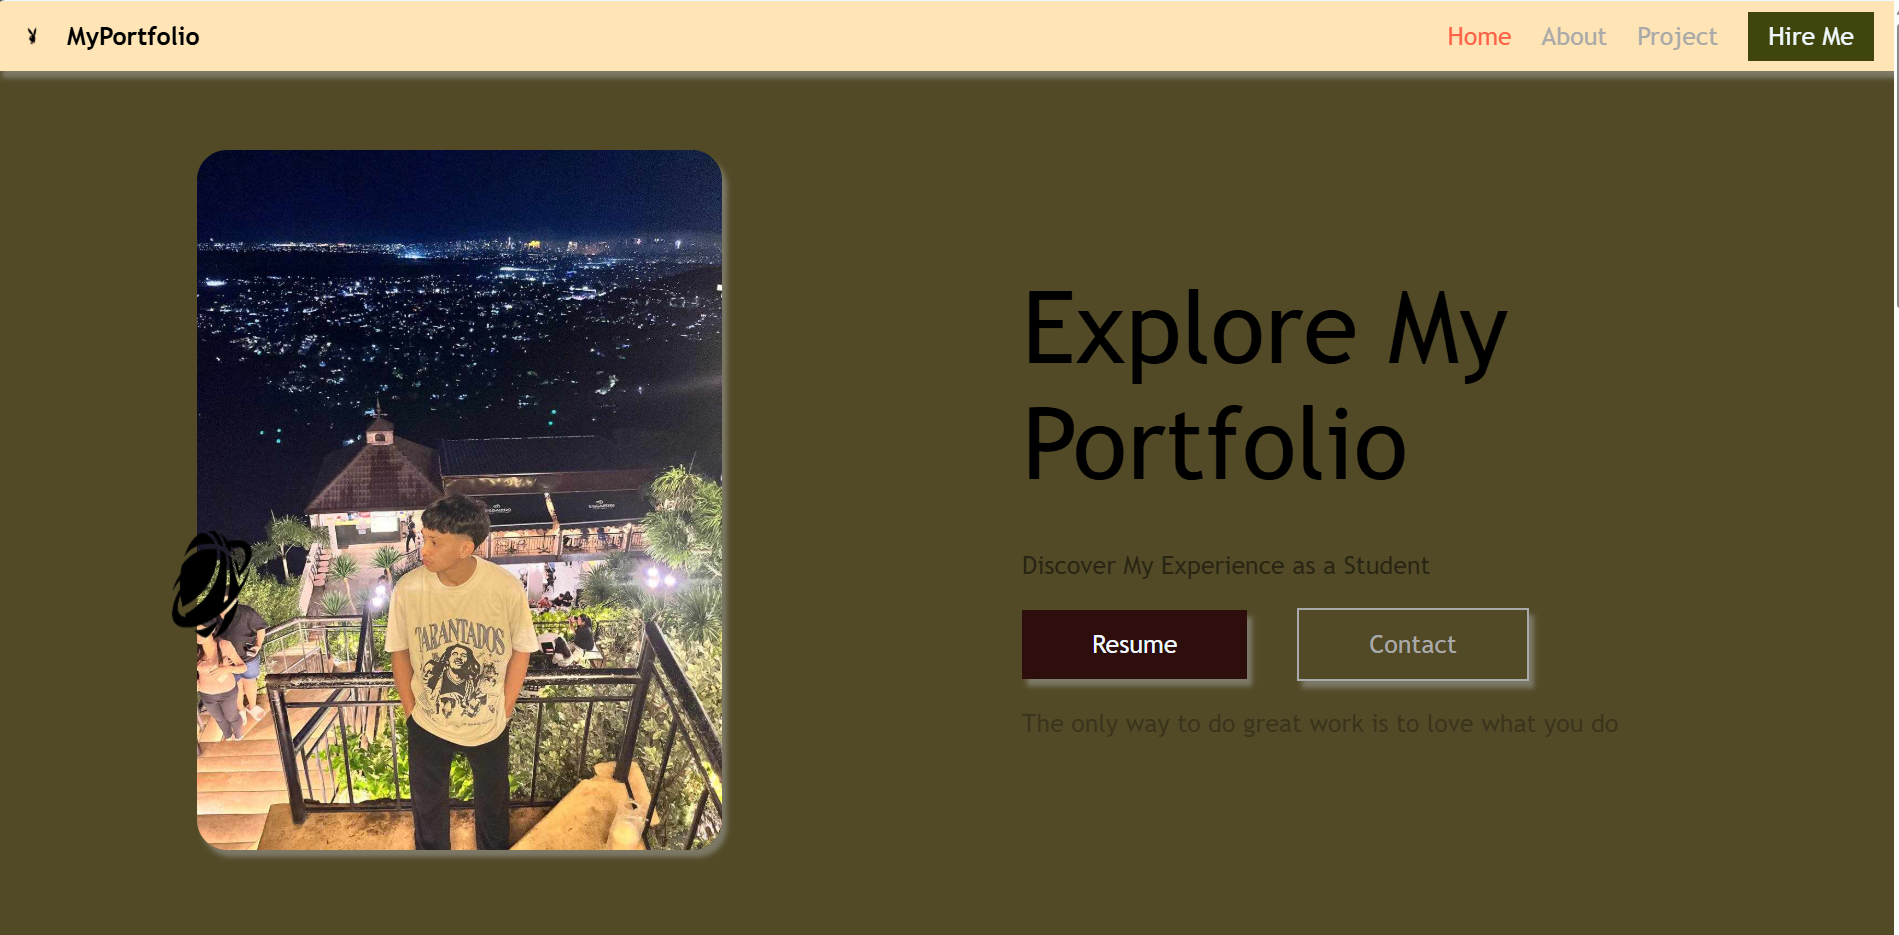 MyPortfolio
Home About Project Hire Me
Explore My
Portfolio
Discover My Experience as a Student
Resume Contact
The only way to do great work is to love what you do
TARANTADOS